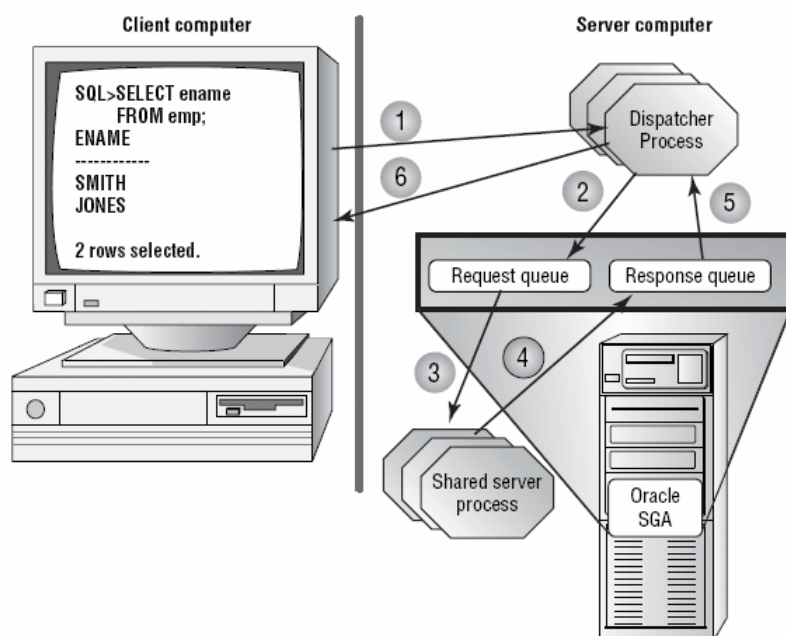 Client computer
Server computer
SQL>SELECT ename
FROM emp;
ENAME
------------
SMITH
JONES
2 rows selected.
1
6
Dispatcher
Process
2
5
Request queue
Response queue
3
4
Shared server
process
Oracle
SGA